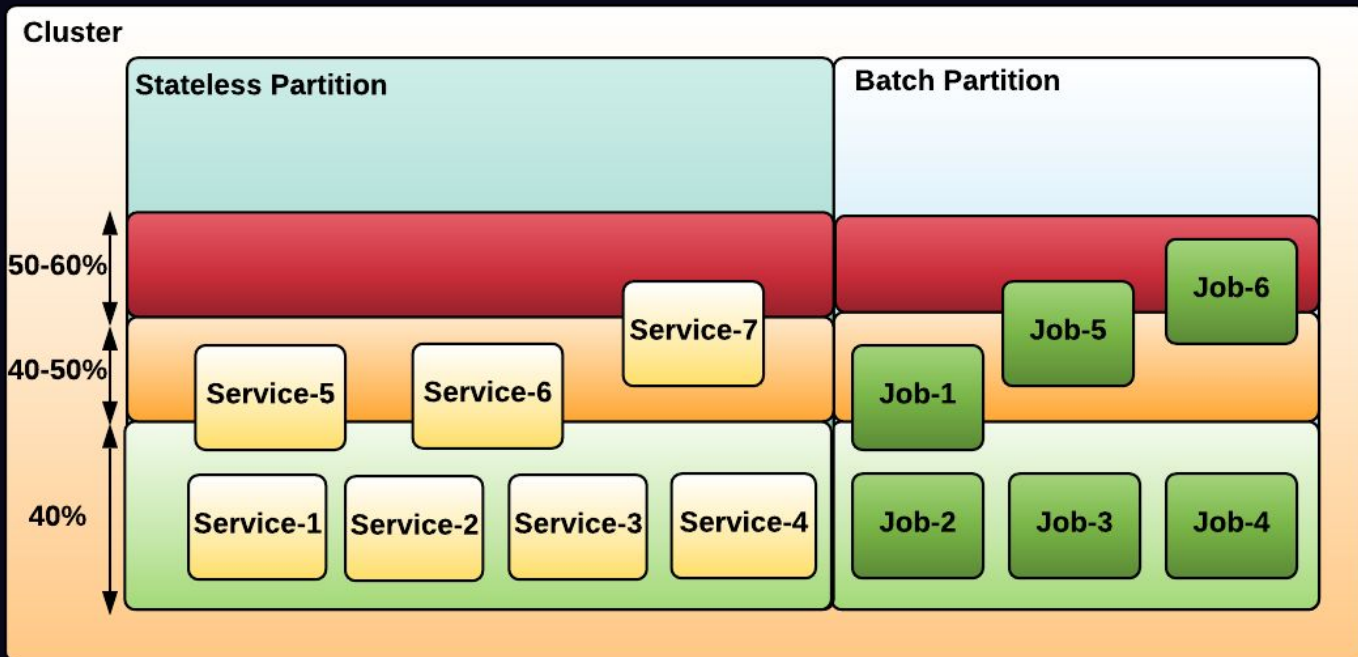 Cluster
Stateless Partition
Batch Partition
50-60%
40-50%
40%
Service-7
Job-5
Job-6
Service-5
Service-6
Job-1
Service-1
Service-2
Service-3
Service-4
Job-2
Job-3
Job-4